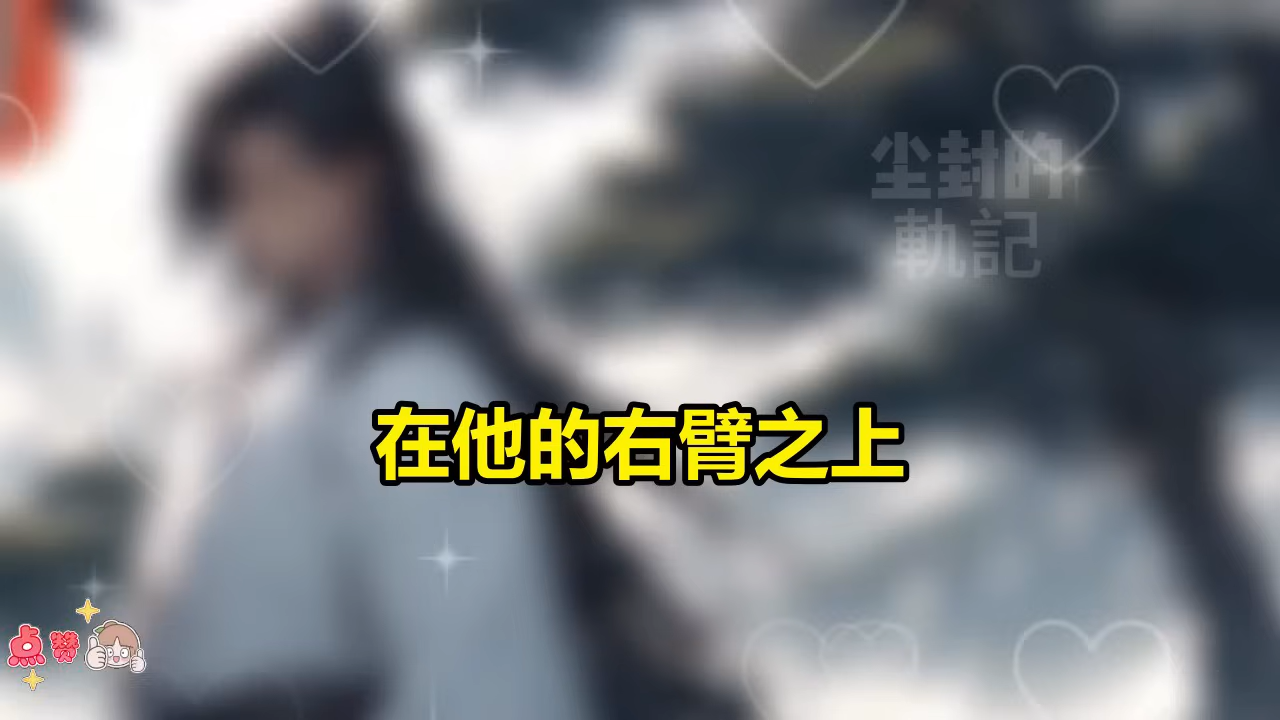 尘封的
軌記
在他的右臂之上
点赞